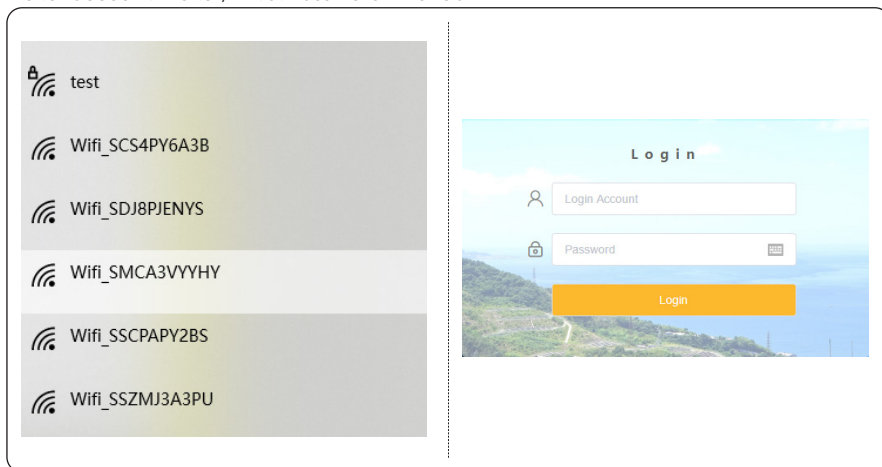 test
Wifi_SCS4PY6A3B
Wifi_SDJ8PJENYS
Wifi_SMCA3VYYHY
Wifi_SSCPAPY2BS
Wifi_SSZMJ3A3PU
Login
Login Account
Password
Login